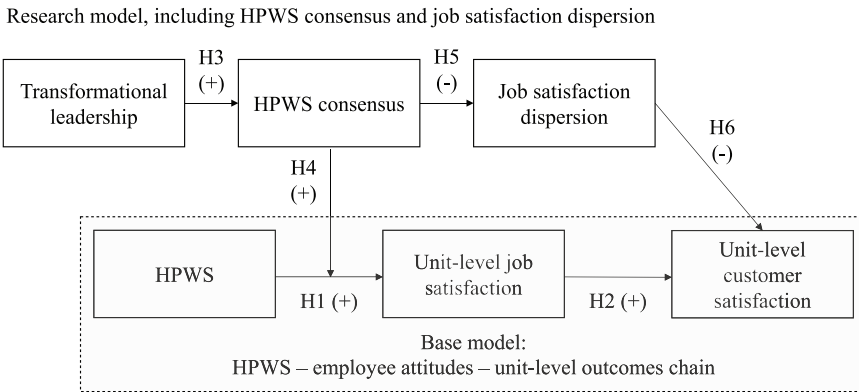 Research model, including HPWS consensus and job satisfaction dispersion
H3
(+)
H5
(-)
Transformational
leadership
HPWS consensus
Job satisfaction
dispersion
H6
(-)
H4
(+)
HPWS
H1 (+)
Unit-level job
satisfaction
H2 (+)
Unit-level
customer
satisfaction
Base model:
HPWS – employee attitudes – unit-level outcomes chain